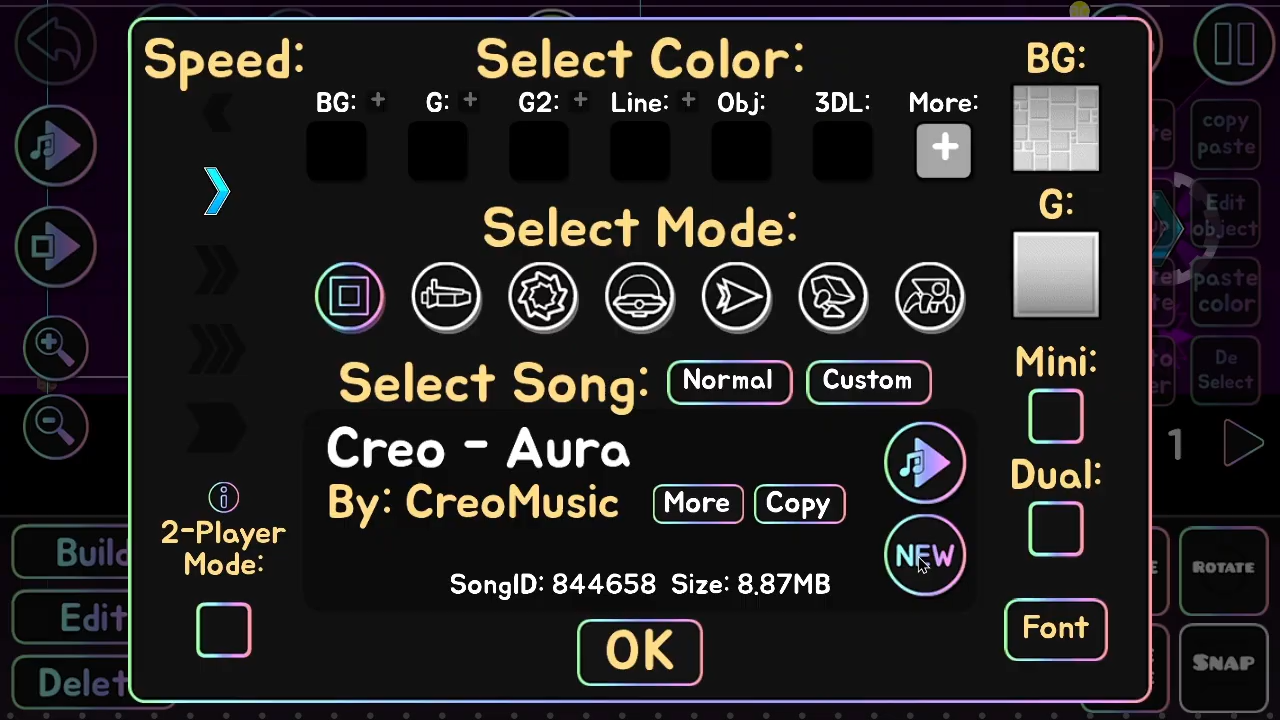 Speed:
Select Color:
BG:
BG: +
G: +
G2: +
Line: +
Obj:
3DL:
More:
+
copy
paste
G:
Select Mode:
Edit
object
paste
color
Mini:
Select Song:
Normal
Custom
De
Select
Creo - Aura
1
Dual:
By: CreoMusic
More
Copy
2-Player
Mode:
NEW
Build
ROTATE
SongID: 844658 Size: 8.87MB
Edit
Font
OK
SNAP
Delet